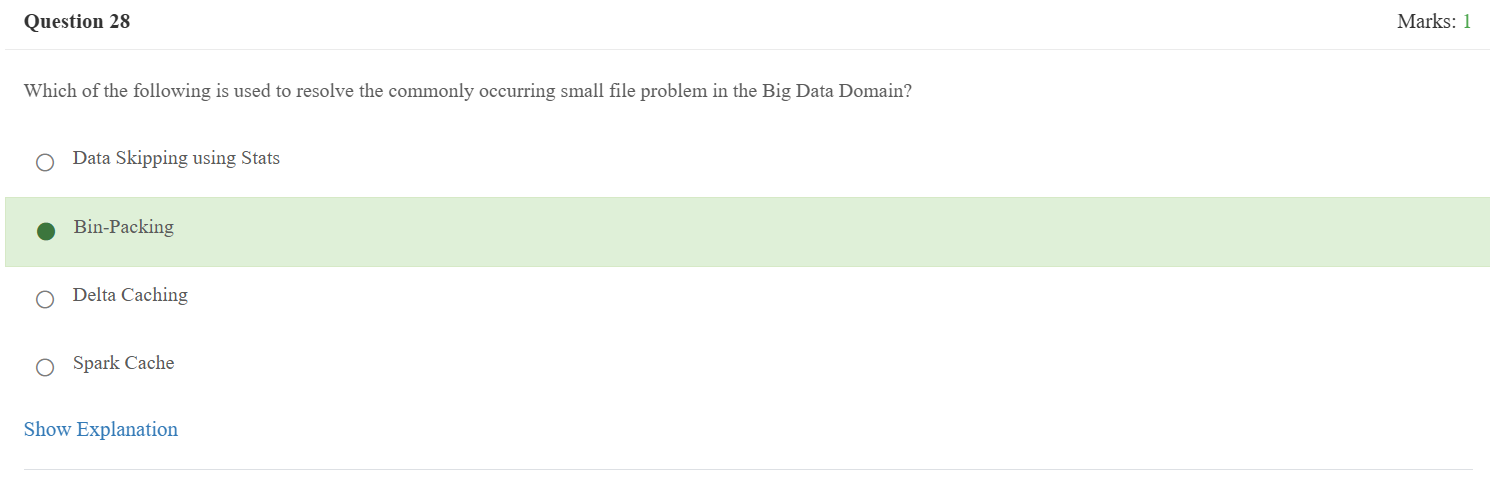 Question 28
Marks: 1
Which of the following is used to resolve the commonly occurring small file problem in the Big Data Domain?
Data Skipping using Stats
Bin-Packing
Delta Caching
Spark Cache
Show Explanation